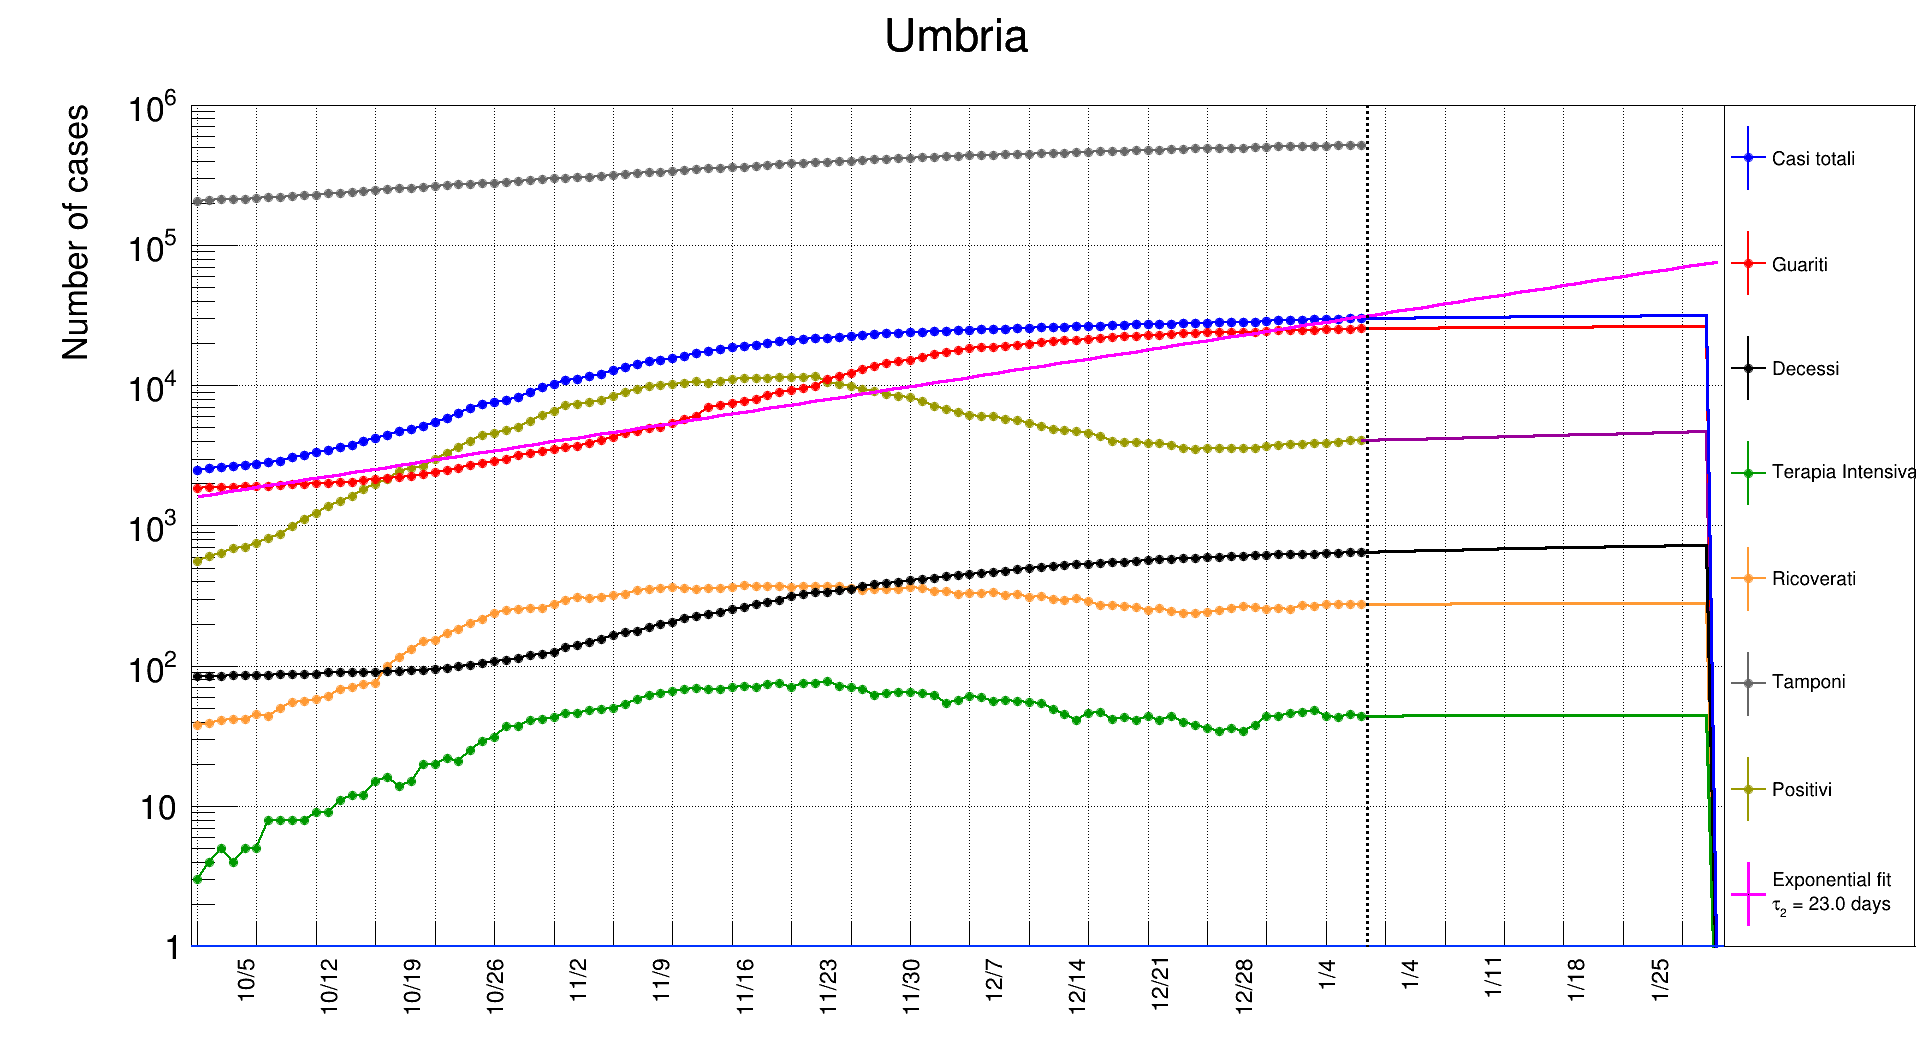 Umbria
Number of cases
10^6
10^5
10^4
10^3
10^2
10
1
10/5
10/12
10/19
10/26
11/2
11/9
11/16
11/23
11/30
12/7
12/14
12/21
12/28
1/4
1/4
1/11
1/18
1/25
Casi totali
Guariti
Decessi
Terapia Intensiva
Ricoverati
Tamponi
Positivi
Exponential fit
τ_2 = 23.0 days